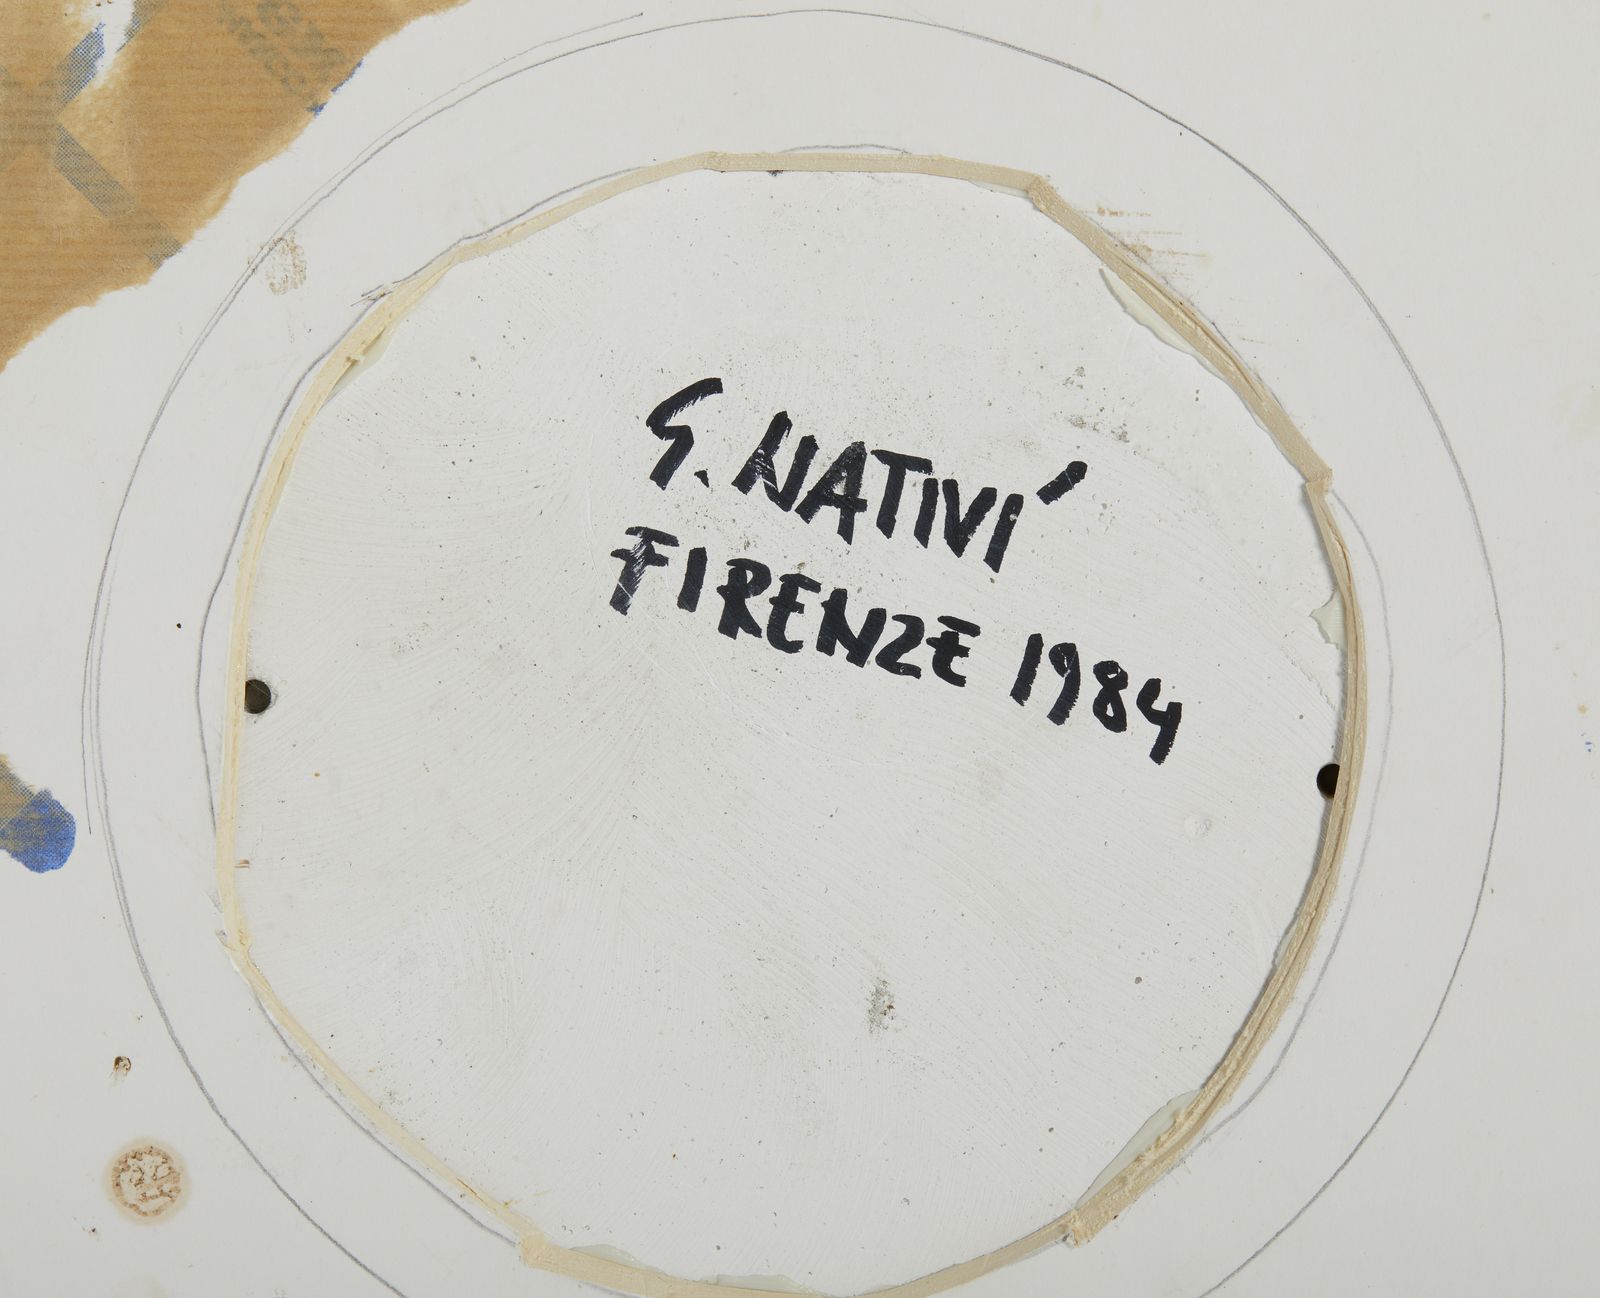 G. NATIVI'
FIRENZE 1984